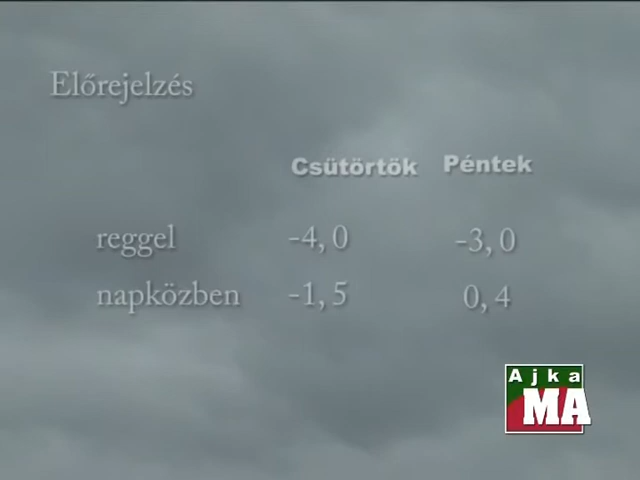 Előrejelzés
Csütörtök Péntek
reggel -4, 0 -3, 0
napközben -1, 5 0, 4
Ajka
MA